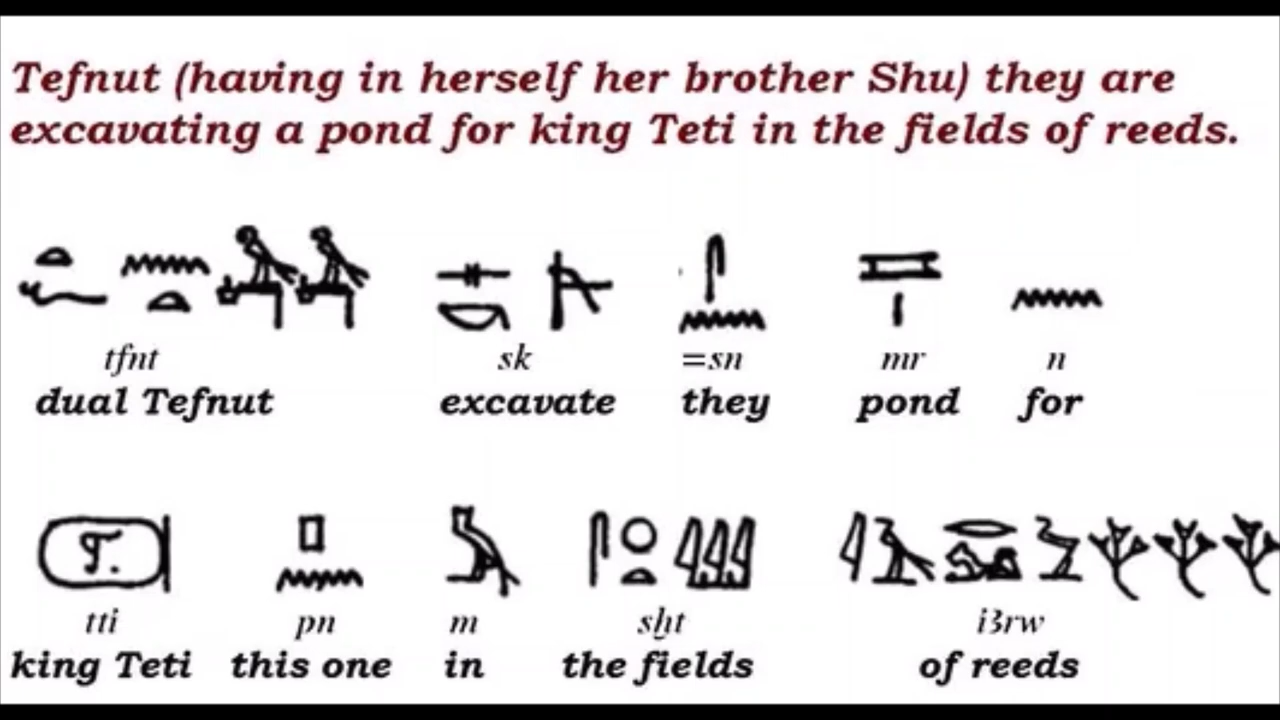 Tefnut (having in herself her brother Shu) they are
excavating a pond for king Teti in the fields of reeds.
tfnt sk =sn mr n
dual Tefnut excavate they pond for
T.
tti pn m sḫt i3rw
king Teti this one in the fields of reeds